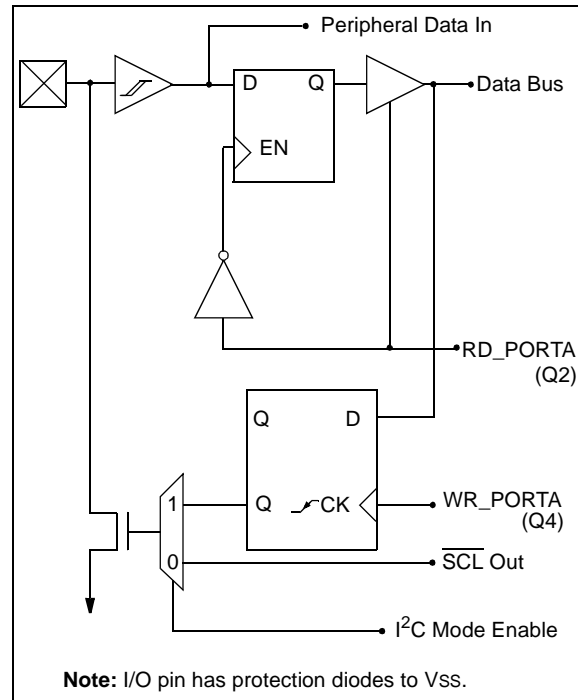 Peripheral Data In
D Q
Data Bus
EN
RD_PORTA
(Q2)
Q D
1
Q
CK
WR_PORTA
(Q4)
0
S̅C̅L̅ Out
I²C Mode Enable
Note: I/O pin has protection diodes to VSS.